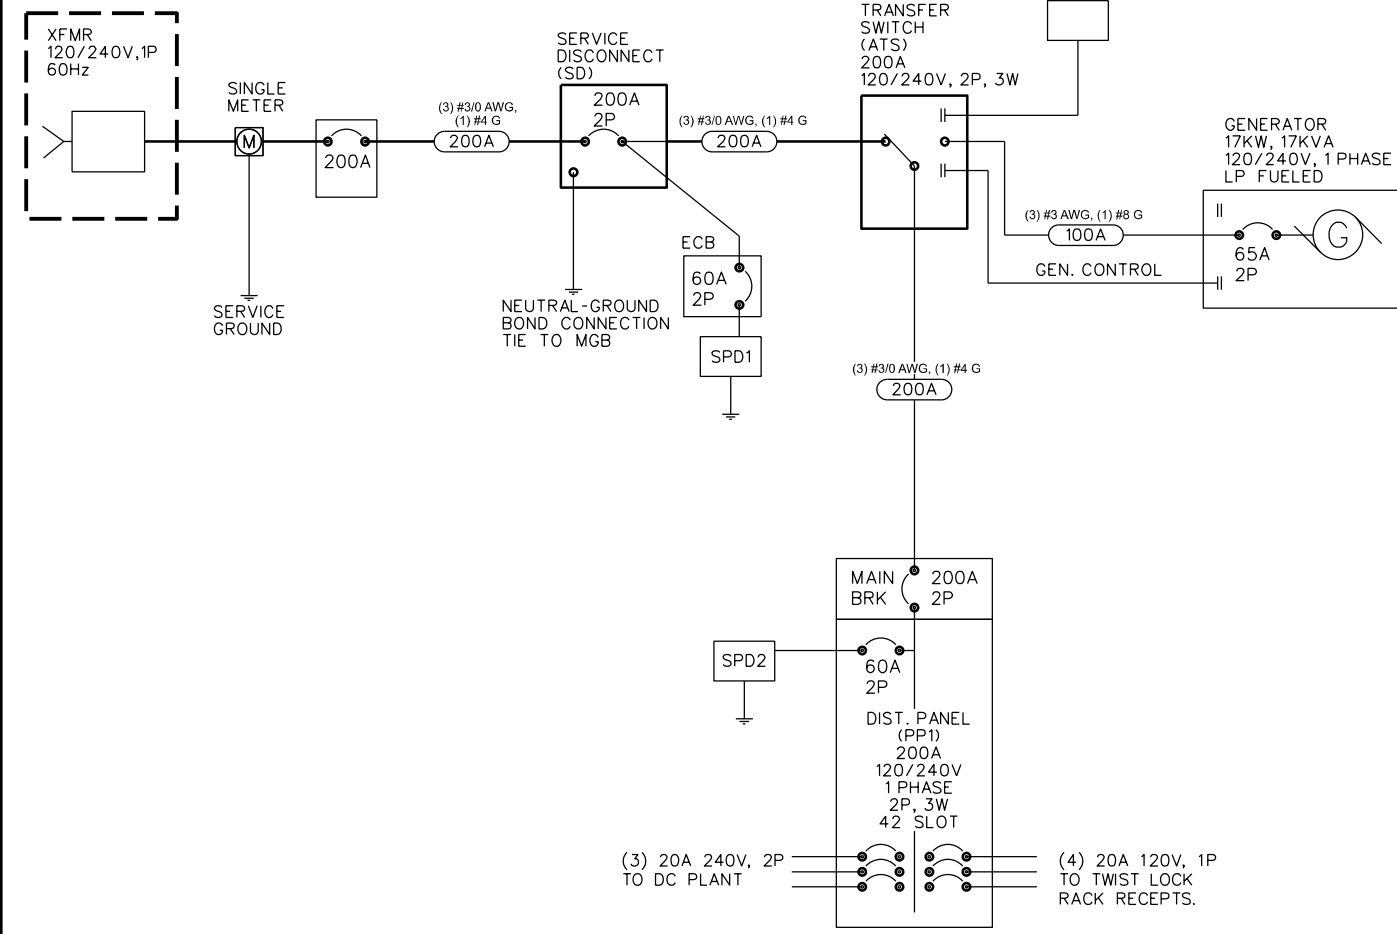 XFMR
120/240V,1P
60Hz
SINGLE
METER
M
SERVICE
GROUND
200A
(3) #3/0 AWG,
(1) #4 G
200A
SERVICE
DISCONNECT
(SD)
200A
2P
NEUTRAL-GROUND
BOND CONNECTION
TIE TO MGB
ECB
60A
2P
SPD1
(3) #3/0 AWG, (1) #4 G
200A
TRANSFER
SWITCH
(ATS)
200A
120/240V, 2P, 3W
(3) #3 AWG, (1) #8 G
100A
GEN. CONTROL
GENERATOR
17KW, 17KVA
120/240V, 1 PHASE
LP FUELED
65A
2P
G
(3) #3/0 AWG, (1) #4 G
200A
MAIN
BRK
200A
2P
SPD2
60A
2P
DIST. PANEL
(PP1)
200A
120/240V
1 PHASE
2P, 3W
42 SLOT
(3) 20A 240V, 2P
TO DC PLANT
(4) 20A 120V, 1P
TO TWIST LOCK
RACK RECEPTS.